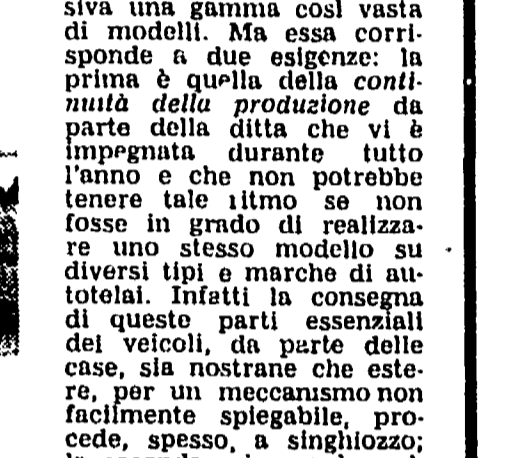 siva una gamma così vasta
di modelli. Ma essa corri-
sponde a due esigenze: la
prima è quella della conti-
nuità della produzione da
parte della ditta che vi è
impegnata durante tutto
l'anno e che non potrebbe
tenere tale ritmo se non
fosse in grado di realizza-
re uno stesso modello su
diversi tipi e marche di au-
totelai. Infatti la consegna
di queste parti essenziali
dei veicoli, da parte delle
case, sia nostrane che este-
re, per un meccanismo non
facilmente spiegabile, pro-
cede, spesso, a singhiozzo;